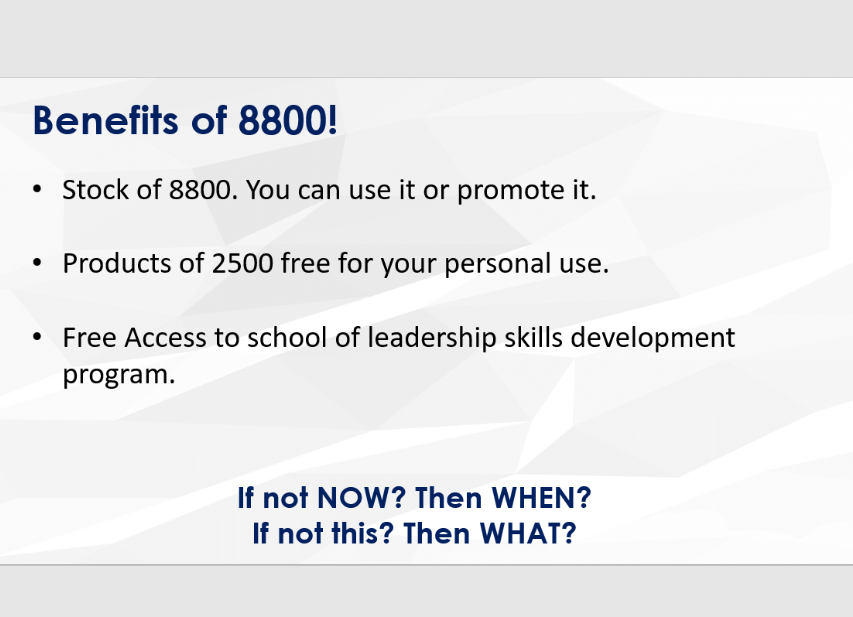 Benefits of 8800!
• Stock of 8800. You can use it or promote it.
• Products of 2500 free for your personal use.
• Free Access to school of leadership skills development
program.
If not NOW? Then WHEN?
If not this? Then WHAT?